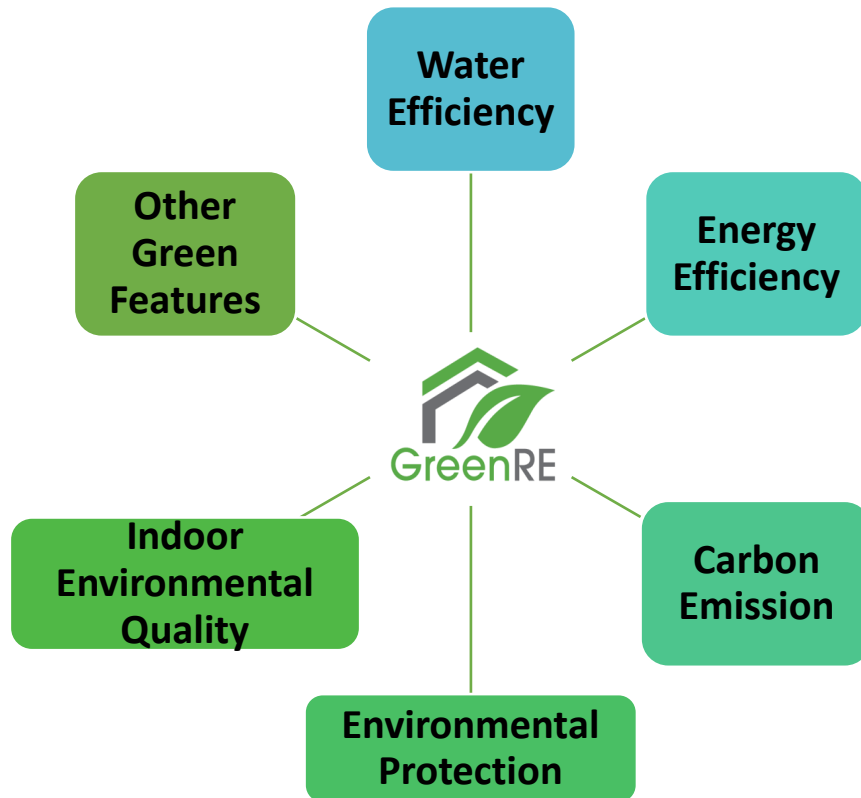 Water
Efficiency
Other
Green
Features
Energy
Efficiency
GreenRE
Indoor
Environmental
Quality
Carbon
Emission
Environmental
Protection